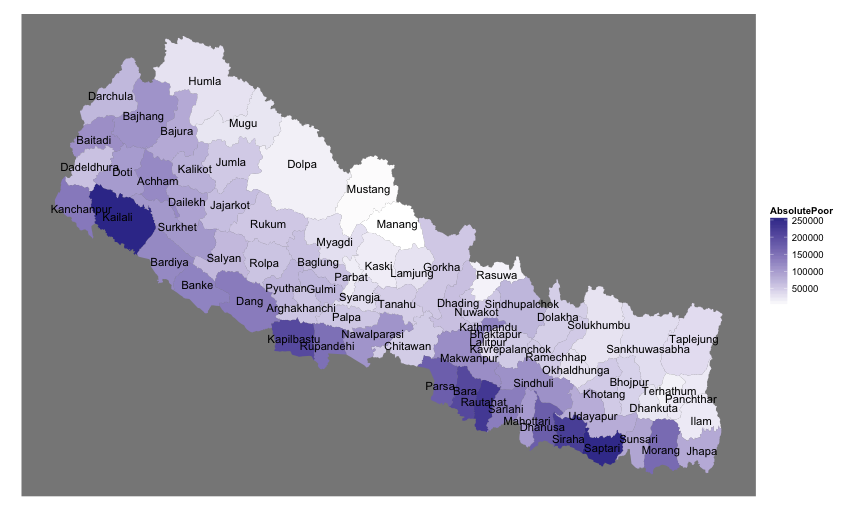 Humla
Darchula
Bajhang
Mugu
Bajura
Baitadi
Jumla
Dolpa
Dadeldhura
Doti
Kalikot
Achham
Mustang
Dailekh
Jajarkot
Kanchanpur
Kailali
Surkhet
Rukum
Manang
Myagdi
Salyan
Bardiya
Rolpa
Baglung
Kaski
Gorkha
Lamjung
Rasuwa
Parbat
Banke
Pyuthan
Gulmi
Syangja
Dang
Arghakhanchi
Tanahu
Dhading
Sindhupalchok
Nuwakot
Palpa
Dolakha
Solukhumbu
Kathmandu
Nawalparasi
Bhaktapur
Kapilbastu
Rupandehi
Chitawan
Lalitpur
Kavrepalanchok
Taplejung
Sankhuwasabha
Makwanpur
Ramechhap
Okhaldhunga
Parsa
Bara
Sindhuli
Bhojpur
Khotang
Terhathum
Rautahat
Panchthar
Sarlahi
Dhankuta
Mahottari
Udayapur
Ilam
Dhanusa
Siraha
Saptari
Sunsari
Morang
Jhapa
AbsolutePoor
250000
200000
150000
100000
50000